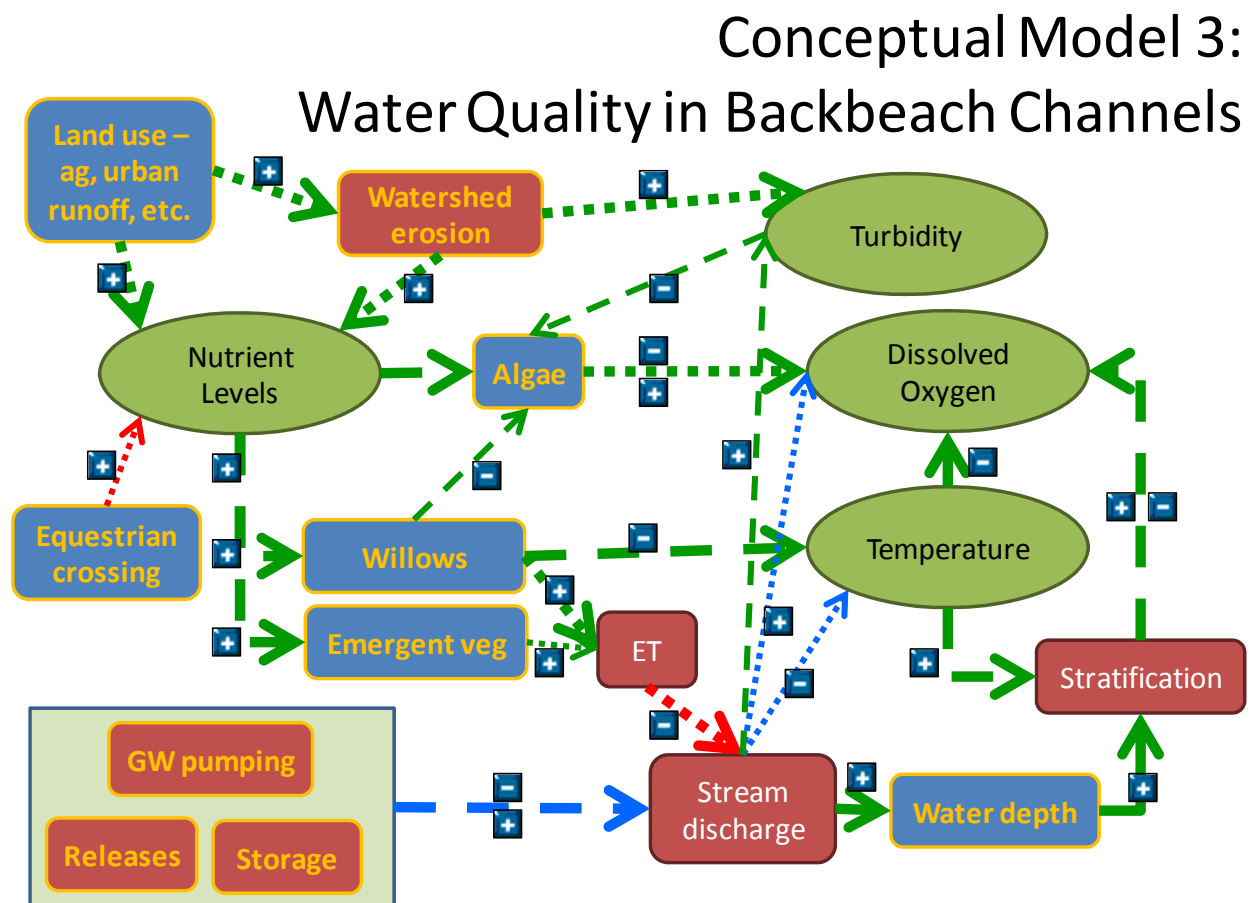 Conceptual Model 3:
Water Quality in Backbeach Channels
Land use –
ag, urban
runoff, etc.
+
Watershed
erosion
+
Turbidity
+
+
−
Nutrient
Levels
Algae
−
+
Dissolved
Oxygen
+
+
−
+
−
+
−
Equestrian
crossing
+
Willows
−
Temperature
+
Emergent veg
+
+
ET
+
−
+
Stratification
−
GW pumping
Releases
Storage
−
+
Stream
discharge
+
Water depth
+